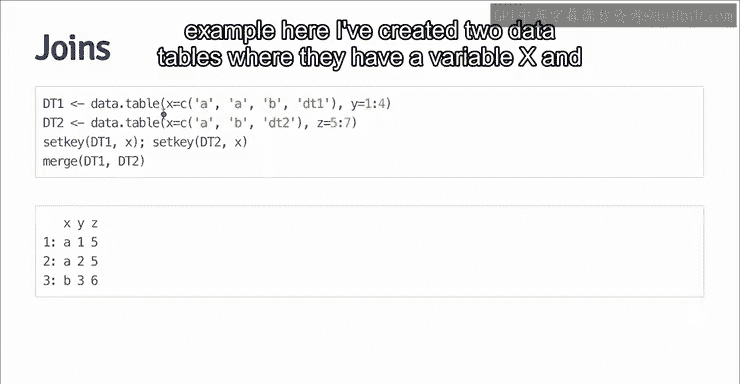 example here I've created two data
tables where they have a variable X and
Joins
DT1 <- data.table(x=c('a', 'a', 'b', 'dt1'), y=1:4)
DT2 <- data.table(x=c('a', 'b', 'dt2'), z=5:7)
setkey(DT1, x); setkey(DT2, x)
merge(DT1, DT2)
x y z
1: a 1 5
2: a 2 5
3: b 3 6